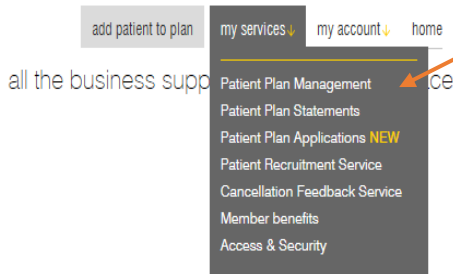 add patient to plan my services↓ my account↓ home
all the business supp ce
Patient Plan Management
Patient Plan Statements
Patient Plan Applications NEW
Patient Recruitment Service
Cancellation Feedback Service
Member benefits
Access & Security